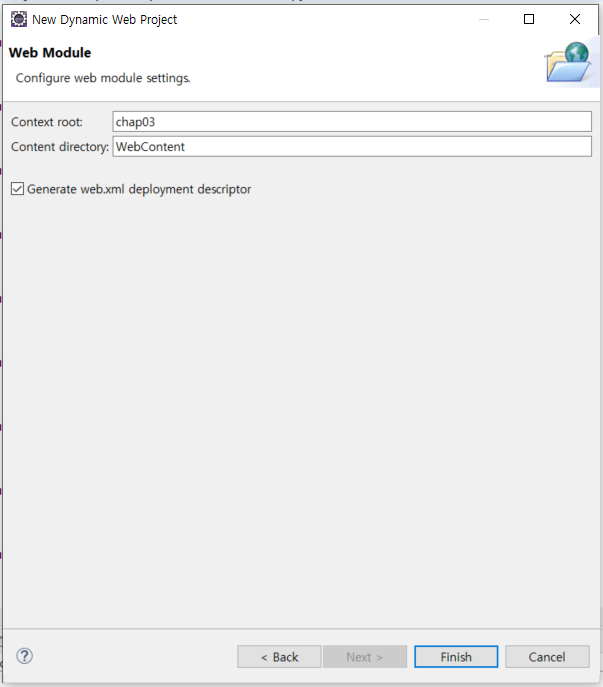 New Dynamic Web Project
Web Module
Configure web module settings.
Context root: chap03
Content directory: WebContent
Generate web.xml deployment descriptor
?
< Back Next > Finish Cancel